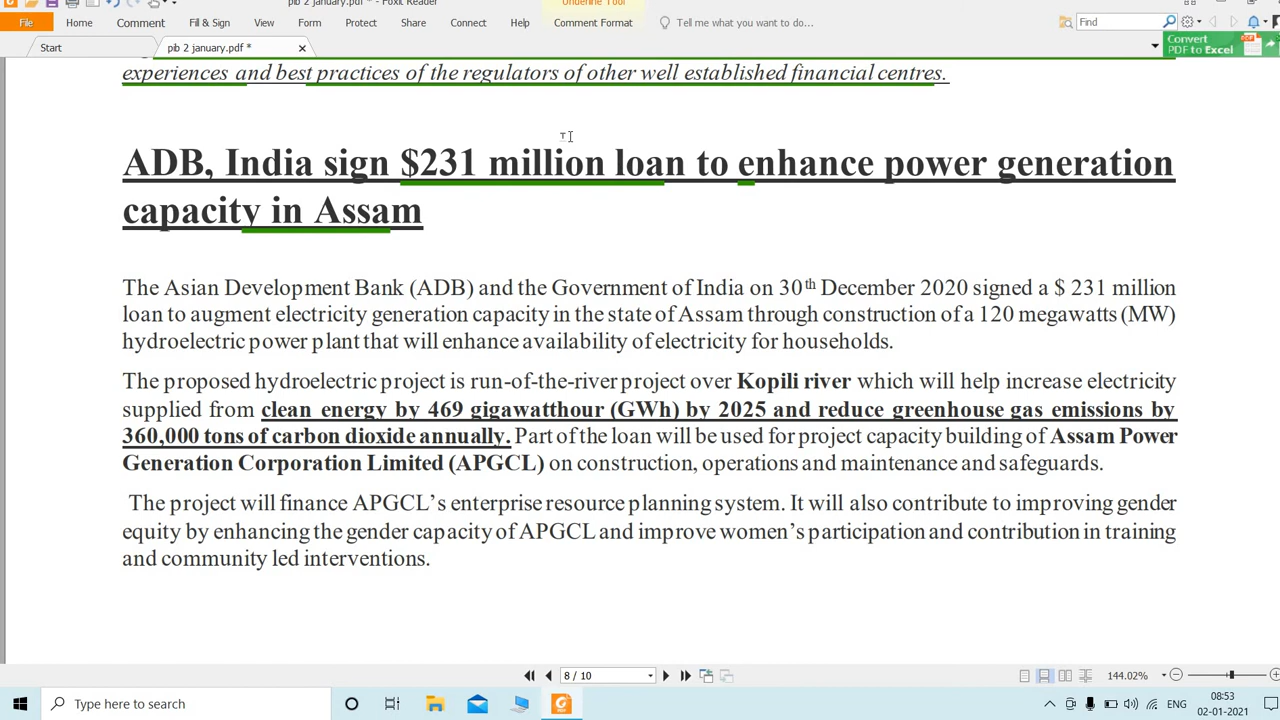 pib 2 january.pdf * - Foxit Reader
Underline Tool
File Home Comment Fill & Sign View Form Protect Share Connect Help Comment Format Tell me what you want to do... Find
Start pib 2 january.pdf *
Convert
PDF to Excel
experiences and best practices of the regulators of other well established financial centres.
ADB, India sign $231 million loan to enhance power generation
capacity in Assam
The Asian Development Bank (ADB) and the Government of India on 30th December 2020 signed a $ 231 million
loan to augment electricity generation capacity in the state of Assam through construction of a 120 megawatts (MW)
hydroelectric power plant that will enhance availability of electricity for households.
The proposed hydroelectric project is run-of-the-river project over Kopili river which will help increase electricity
supplied from clean energy by 469 gigawatthour (GWh) by 2025 and reduce greenhouse gas emissions by
360,000 tons of carbon dioxide annually. Part of the loan will be used for project capacity building of Assam Power
Generation Corporation Limited (APGCL) on construction, operations and maintenance and safeguards.
The project will finance APGCL’s enterprise resource planning system. It will also contribute to improving gender
equity by enhancing the gender capacity of APGCL and improve women’s participation and contribution in training
and community led interventions.
8 / 10
144.02%
Type here to search
ENG
08:53
02-01-2021